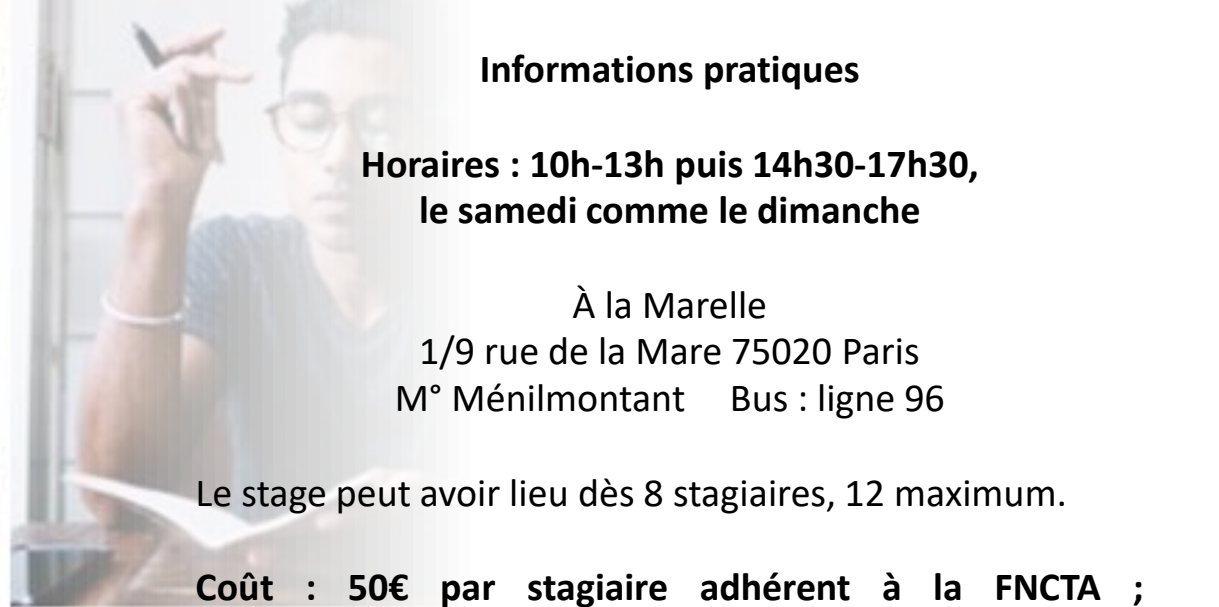 Informations pratiques
Horaires : 10h-13h puis 14h30-17h30,
le samedi comme le dimanche
À la Marelle
1/9 rue de la Mare 75020 Paris
M° Ménilmontant Bus : ligne 96
Le stage peut avoir lieu dès 8 stagiaires, 12 maximum.
Coût : 50€ par stagiaire adhérent à la FNCTA ;